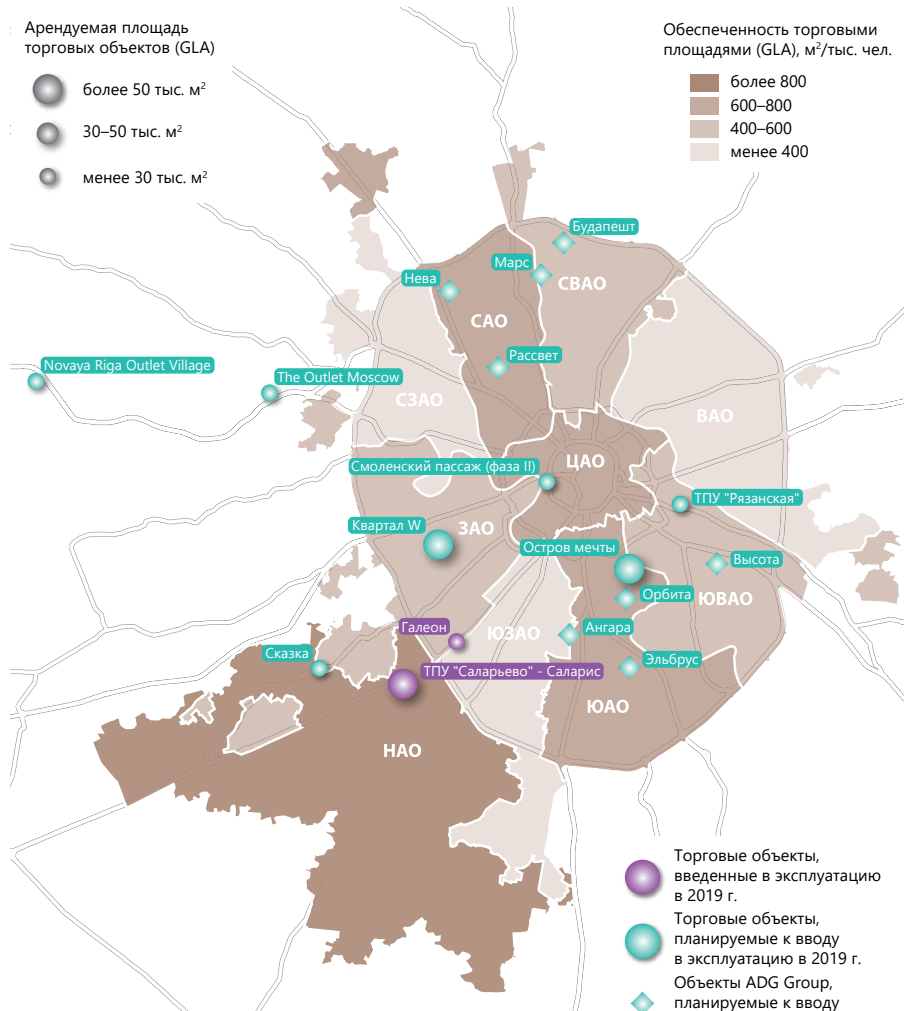 Арендуемая площадь
торговых объектов (GLA)
более 50 тыс. м²
30–50 тыс. м²
менее 30 тыс. м²
Обеспеченность торговыми
площадями (GLA), м²/тыс. чел.
более 800
600–800
400–600
менее 400
Будапешт
Марс
СВАО
Нева
САО
Рассвет
Novaya Riga Outlet Village
The Outlet Moscow
СЗАО
ВАО
Смоленский пассаж (фаза II)
ЦАО
ТПУ "Рязанская"
Квартал W
ЗАО
Остров мечты
Высота
Орбита
ЮВАО
Галеон
ЮЗАО
Ангара
Сказка
ТПУ "Саларьево" - Саларис
Эльбрус
ЮАО
НАО
Торговые объекты,
введенные в эксплуатацию
в 2019 г.
Торговые объекты,
планируемые к вводу
в эксплуатацию в 2019 г.
Объекты ADG Group,
планируемые к вводу